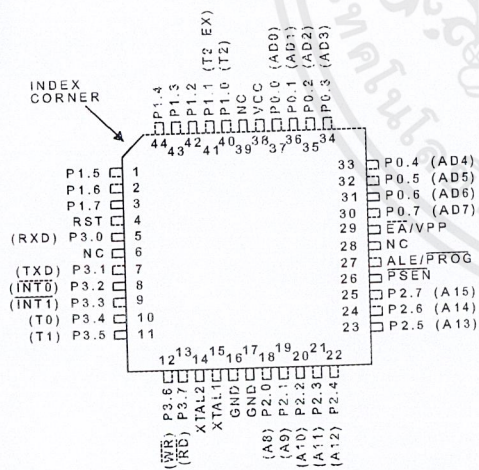 INDEX
CORNER
P1.4
P1.3
P1.2
P1.1 (T2 EX)
P1.0 (T2)
NC
VCC
P0.0 (AD0)
P0.1 (AD1)
P0.2 (AD2)
P0.3 (AD3)
44 43 42 41 40 39 38 37 36 35 34
P1.5 1
P1.6 2
P1.7 3
RST 4
(RXD) P3.0 5
NC 6
(TXD) P3.1 7
(INT0) P3.2 8
(INT1) P3.3 9
(T0) P3.4 10
(T1) P3.5 11
33 P0.4 (AD4)
32 P0.5 (AD5)
31 P0.6 (AD6)
30 P0.7 (AD7)
29 EA/VPP
28 NC
27 ALE/PROG
26 PSEN
25 P2.7 (A15)
24 P2.6 (A14)
23 P2.5 (A13)
12 13 14 15 16 17 18 19 20 21 22
(WR) P3.6
(RD) P3.7
XTAL2
XTAL1
GND
GND
(A8) P2.0
(A9) P2.1
(A10) P2.2
(A11) P2.3
(A12) P2.4